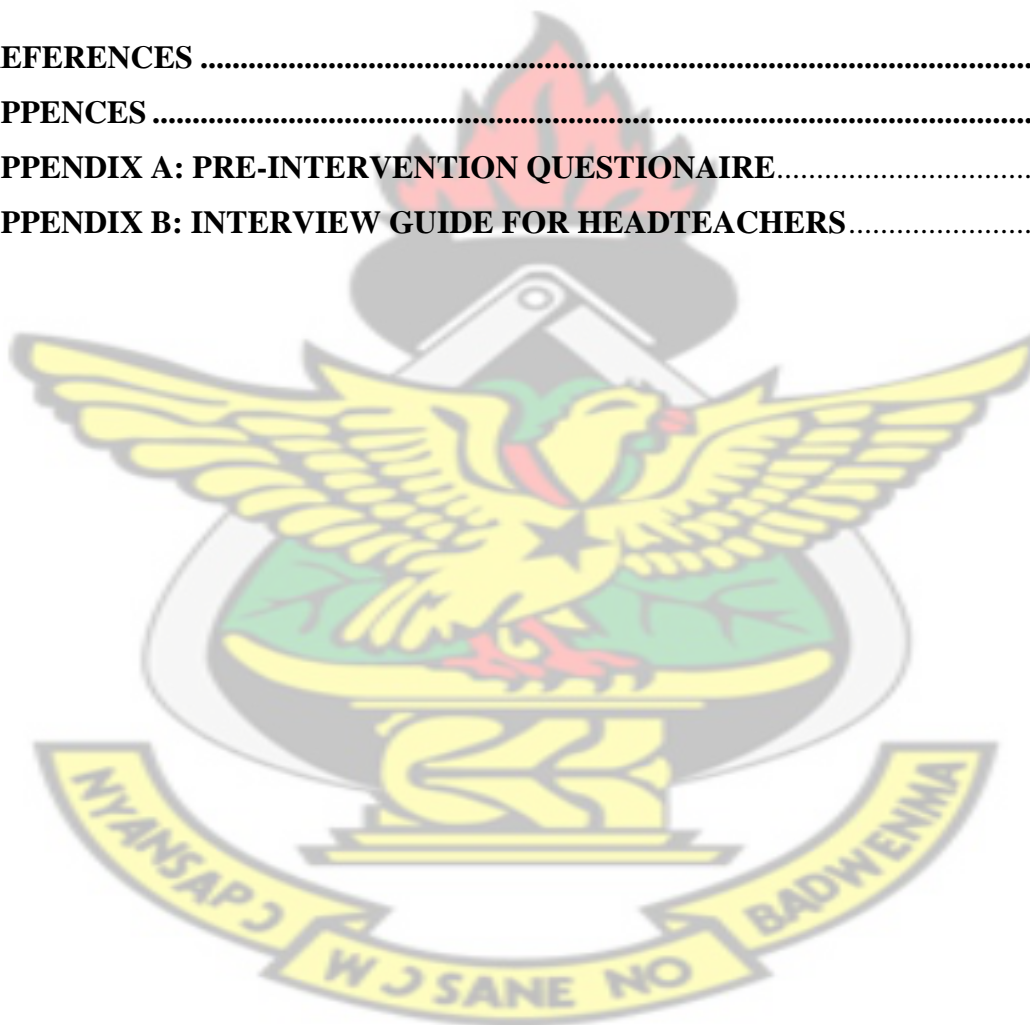 EFERENCES ........................................................................................................
PPENCES ..............................................................................................................
PPENDIX A: PRE-INTERVENTION QUESTIONAIRE................................
PPENDIX B: INTERVIEW GUIDE FOR HEADTEACHERS.......................
NYANSAPƆ
WƆSANE NO
BADWENMA